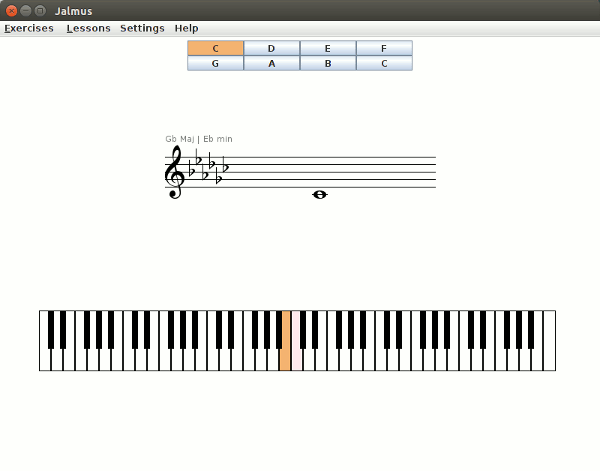 Jalmus
Exercises Lessons Settings Help
C D E F
G A B C
Gb Maj | Eb min